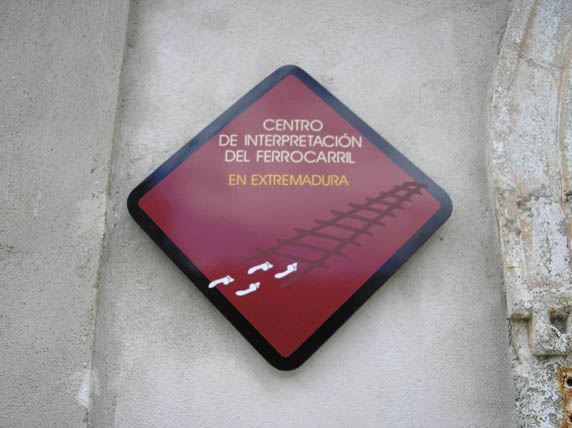 CENTRO
DE INTERPRETACIÓN
DEL FERROCARRIL
EN EXTREMADURA